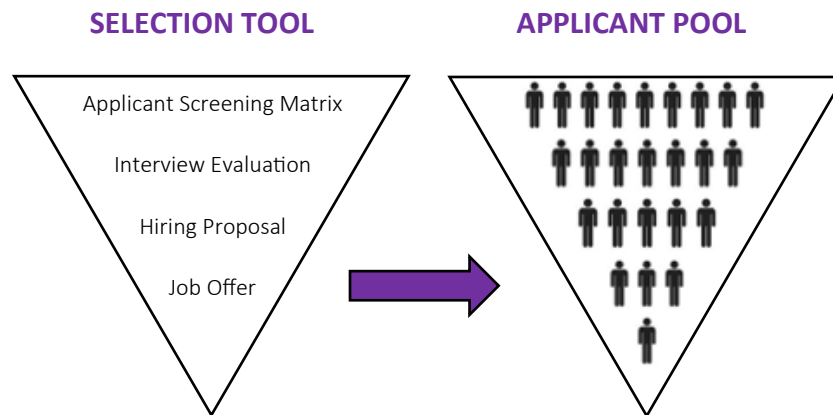 SELECTION TOOL
APPLICANT POOL
Applicant Screening Matrix
Interview Evaluation
Hiring Proposal
Job Offer